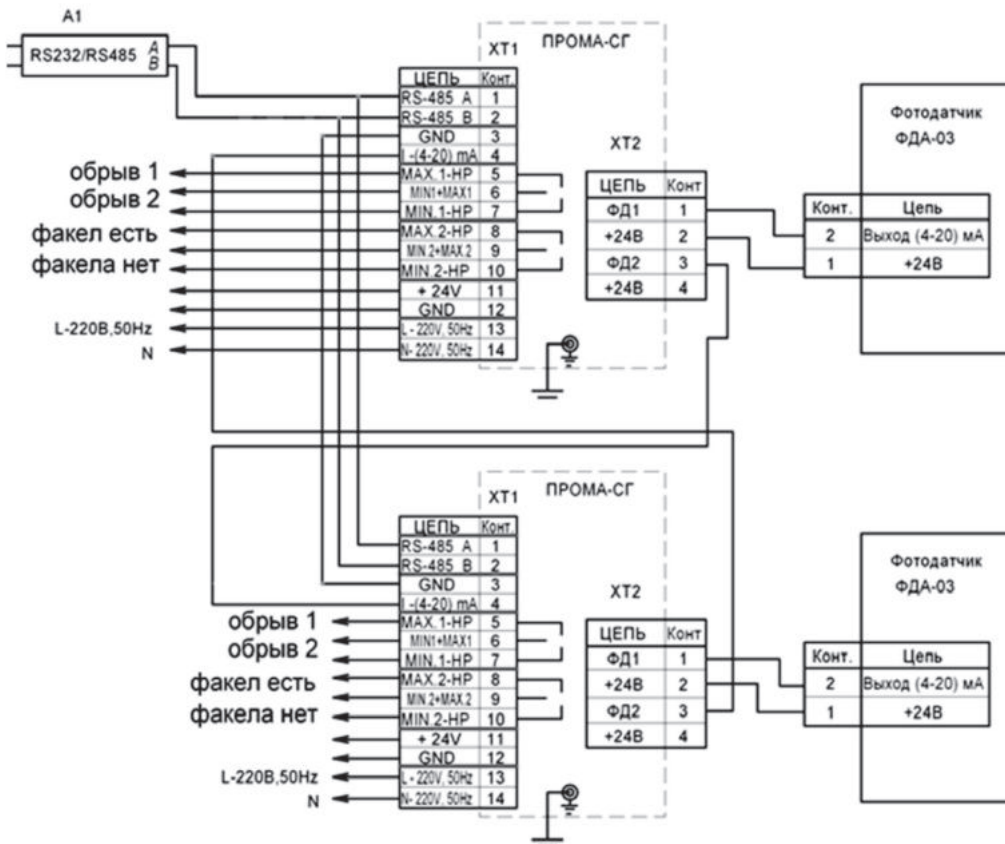 A1
RS232/RS485 A
B
ПРОМА-СГ
XT1
ЦЕПЬ Конт.
RS-485 A 1
RS-485 B 2
GND 3
I -(4-20) mA 4
обрыв 1 MAX.1-HP 5
MIN1+MAX1 6
обрыв 2 MIN.1-HP 7
факел есть MAX.2-HP 8
MIN.2+MAX.2 9
факела нет MIN.2-HP 10
+ 24V 11
GND 12
L-220В,50Hz L - 220V, 50Hz 13
N N- 220V, 50Hz 14
XT2
ЦЕПЬ Конт
ФД1 1
+24В 2
ФД2 3
+24В 4
Фотодатчик
ФДА-03
Конт. Цепь
2 Выход (4-20) мА
1 +24В
ПРОМА-СГ
XT1
ЦЕПЬ Конт.
RS-485 A 1
RS-485 B 2
GND 3
I -(4-20) mA 4
обрыв 1 MAX.1-HP 5
MIN1+MAX1 6
обрыв 2 MIN.1-HP 7
факел есть MAX.2-HP 8
MIN.2+MAX.2 9
факела нет MIN.2-HP 10
+ 24V 11
GND 12
L-220В,50Hz L - 220V, 50Hz 13
N N- 220V, 50Hz 14
XT2
ЦЕПЬ Конт
ФД1 1
+24В 2
ФД2 3
+24В 4
Фотодатчик
ФДА-03
Конт. Цепь
2 Выход (4-20) мА
1 +24В